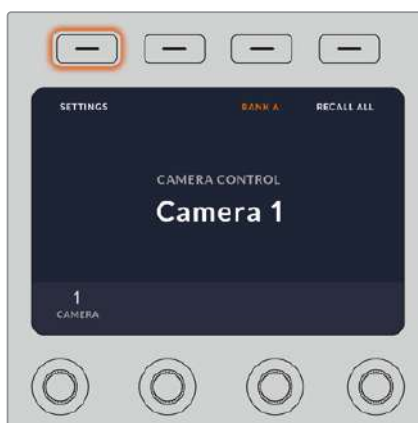 SETTINGS BANK A RECALL ALL
CAMERA CONTROL
Camera 1
1
CAMERA